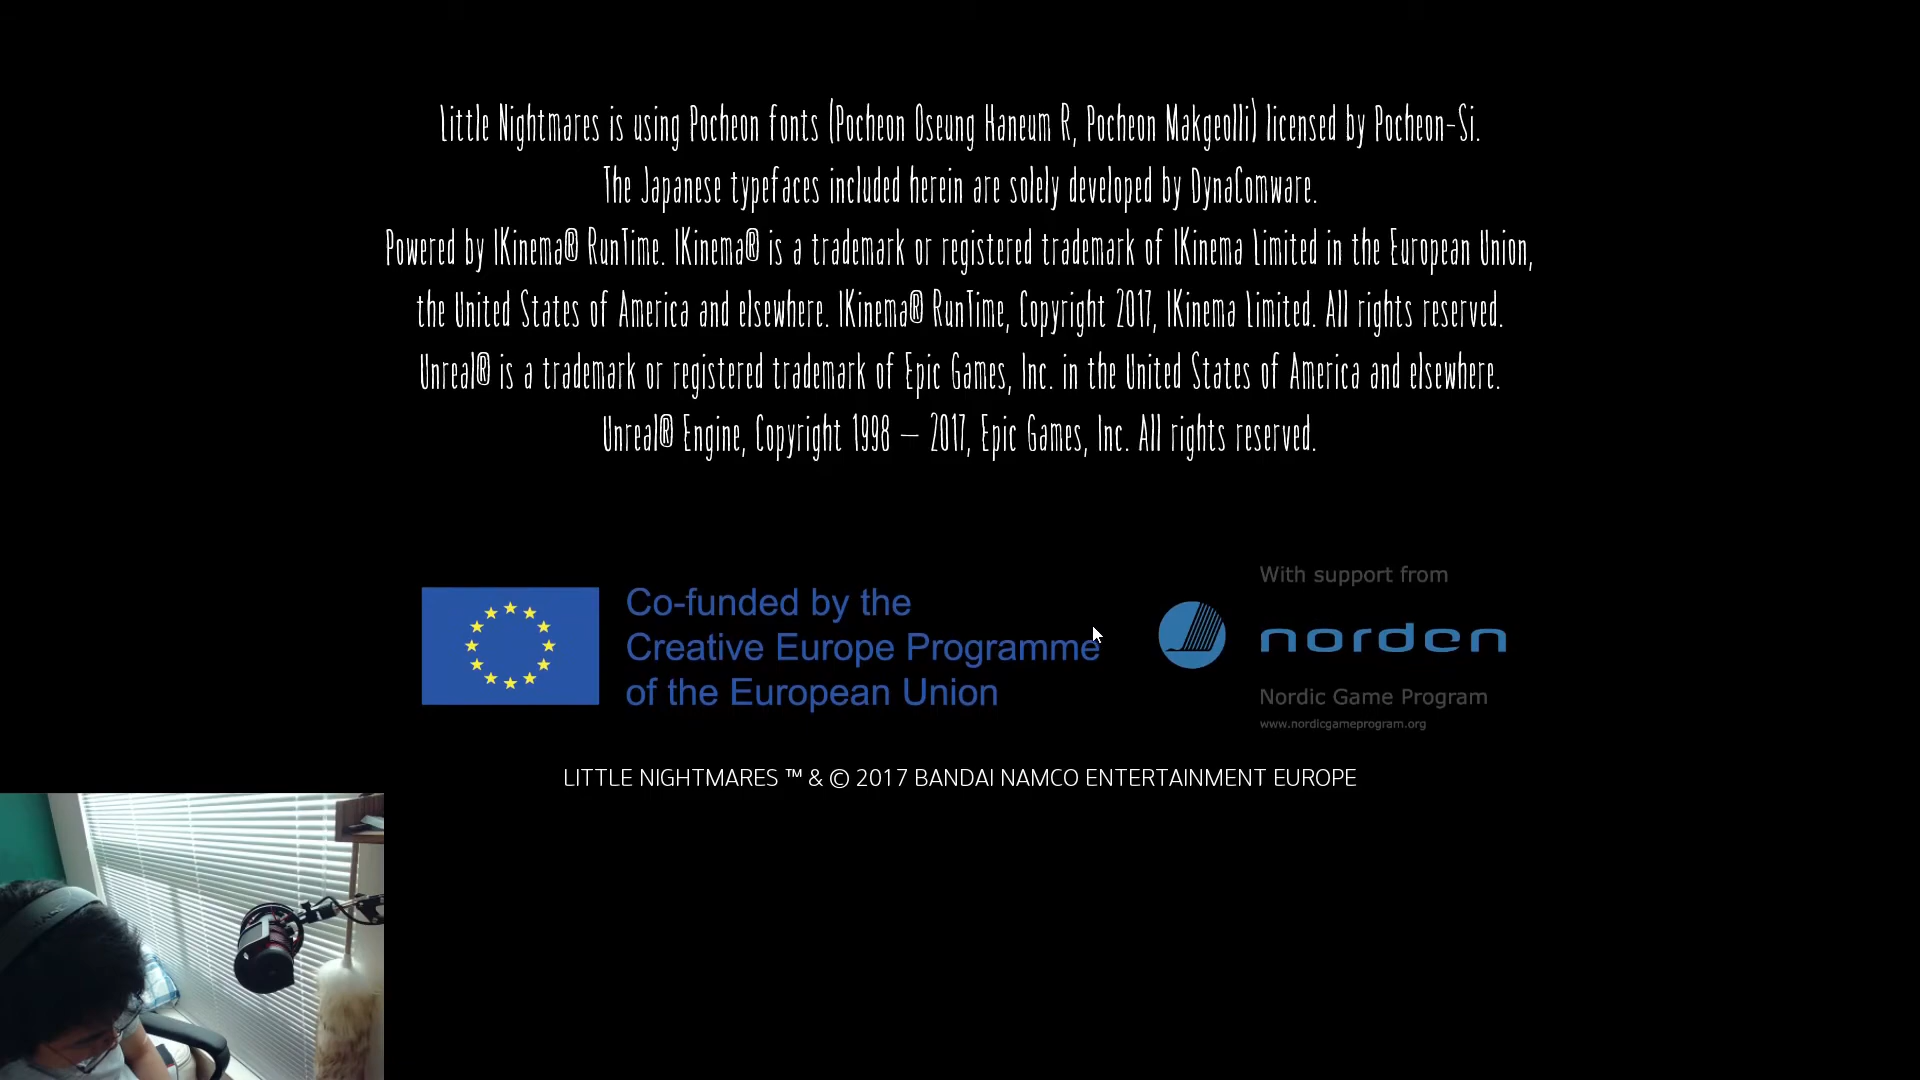 Little Nightmares is using Pocheon fonts (Pocheon Oseung Haneum R, Pocheon Makgeolli) licensed by Pocheon-Si.
The Japanese typefaces included herein are solely developed by DynaComware.
Powered by IKinema® RunTime. IKinema® is a trademark or registered trademark of IKinema Limited in the European Union,
the United States of America and elsewhere. IKinema® RunTime, Copyright 2017, IKinema Limited. All rights reserved.
Unreal® is a trademark or registered trademark of Epic Games, Inc. in the United States of America and elsewhere.
Unreal® Engine, Copyright 1998 – 2017, Epic Games, Inc. All rights reserved.
Co-funded by the
Creative Europe Programme
of the European Union
With support from
norden
Nordic Game Program
www.nordicgameprogram.org
LITTLE NIGHTMARES ™ & © 2017 BANDAI NAMCO ENTERTAINMENT EUROPE